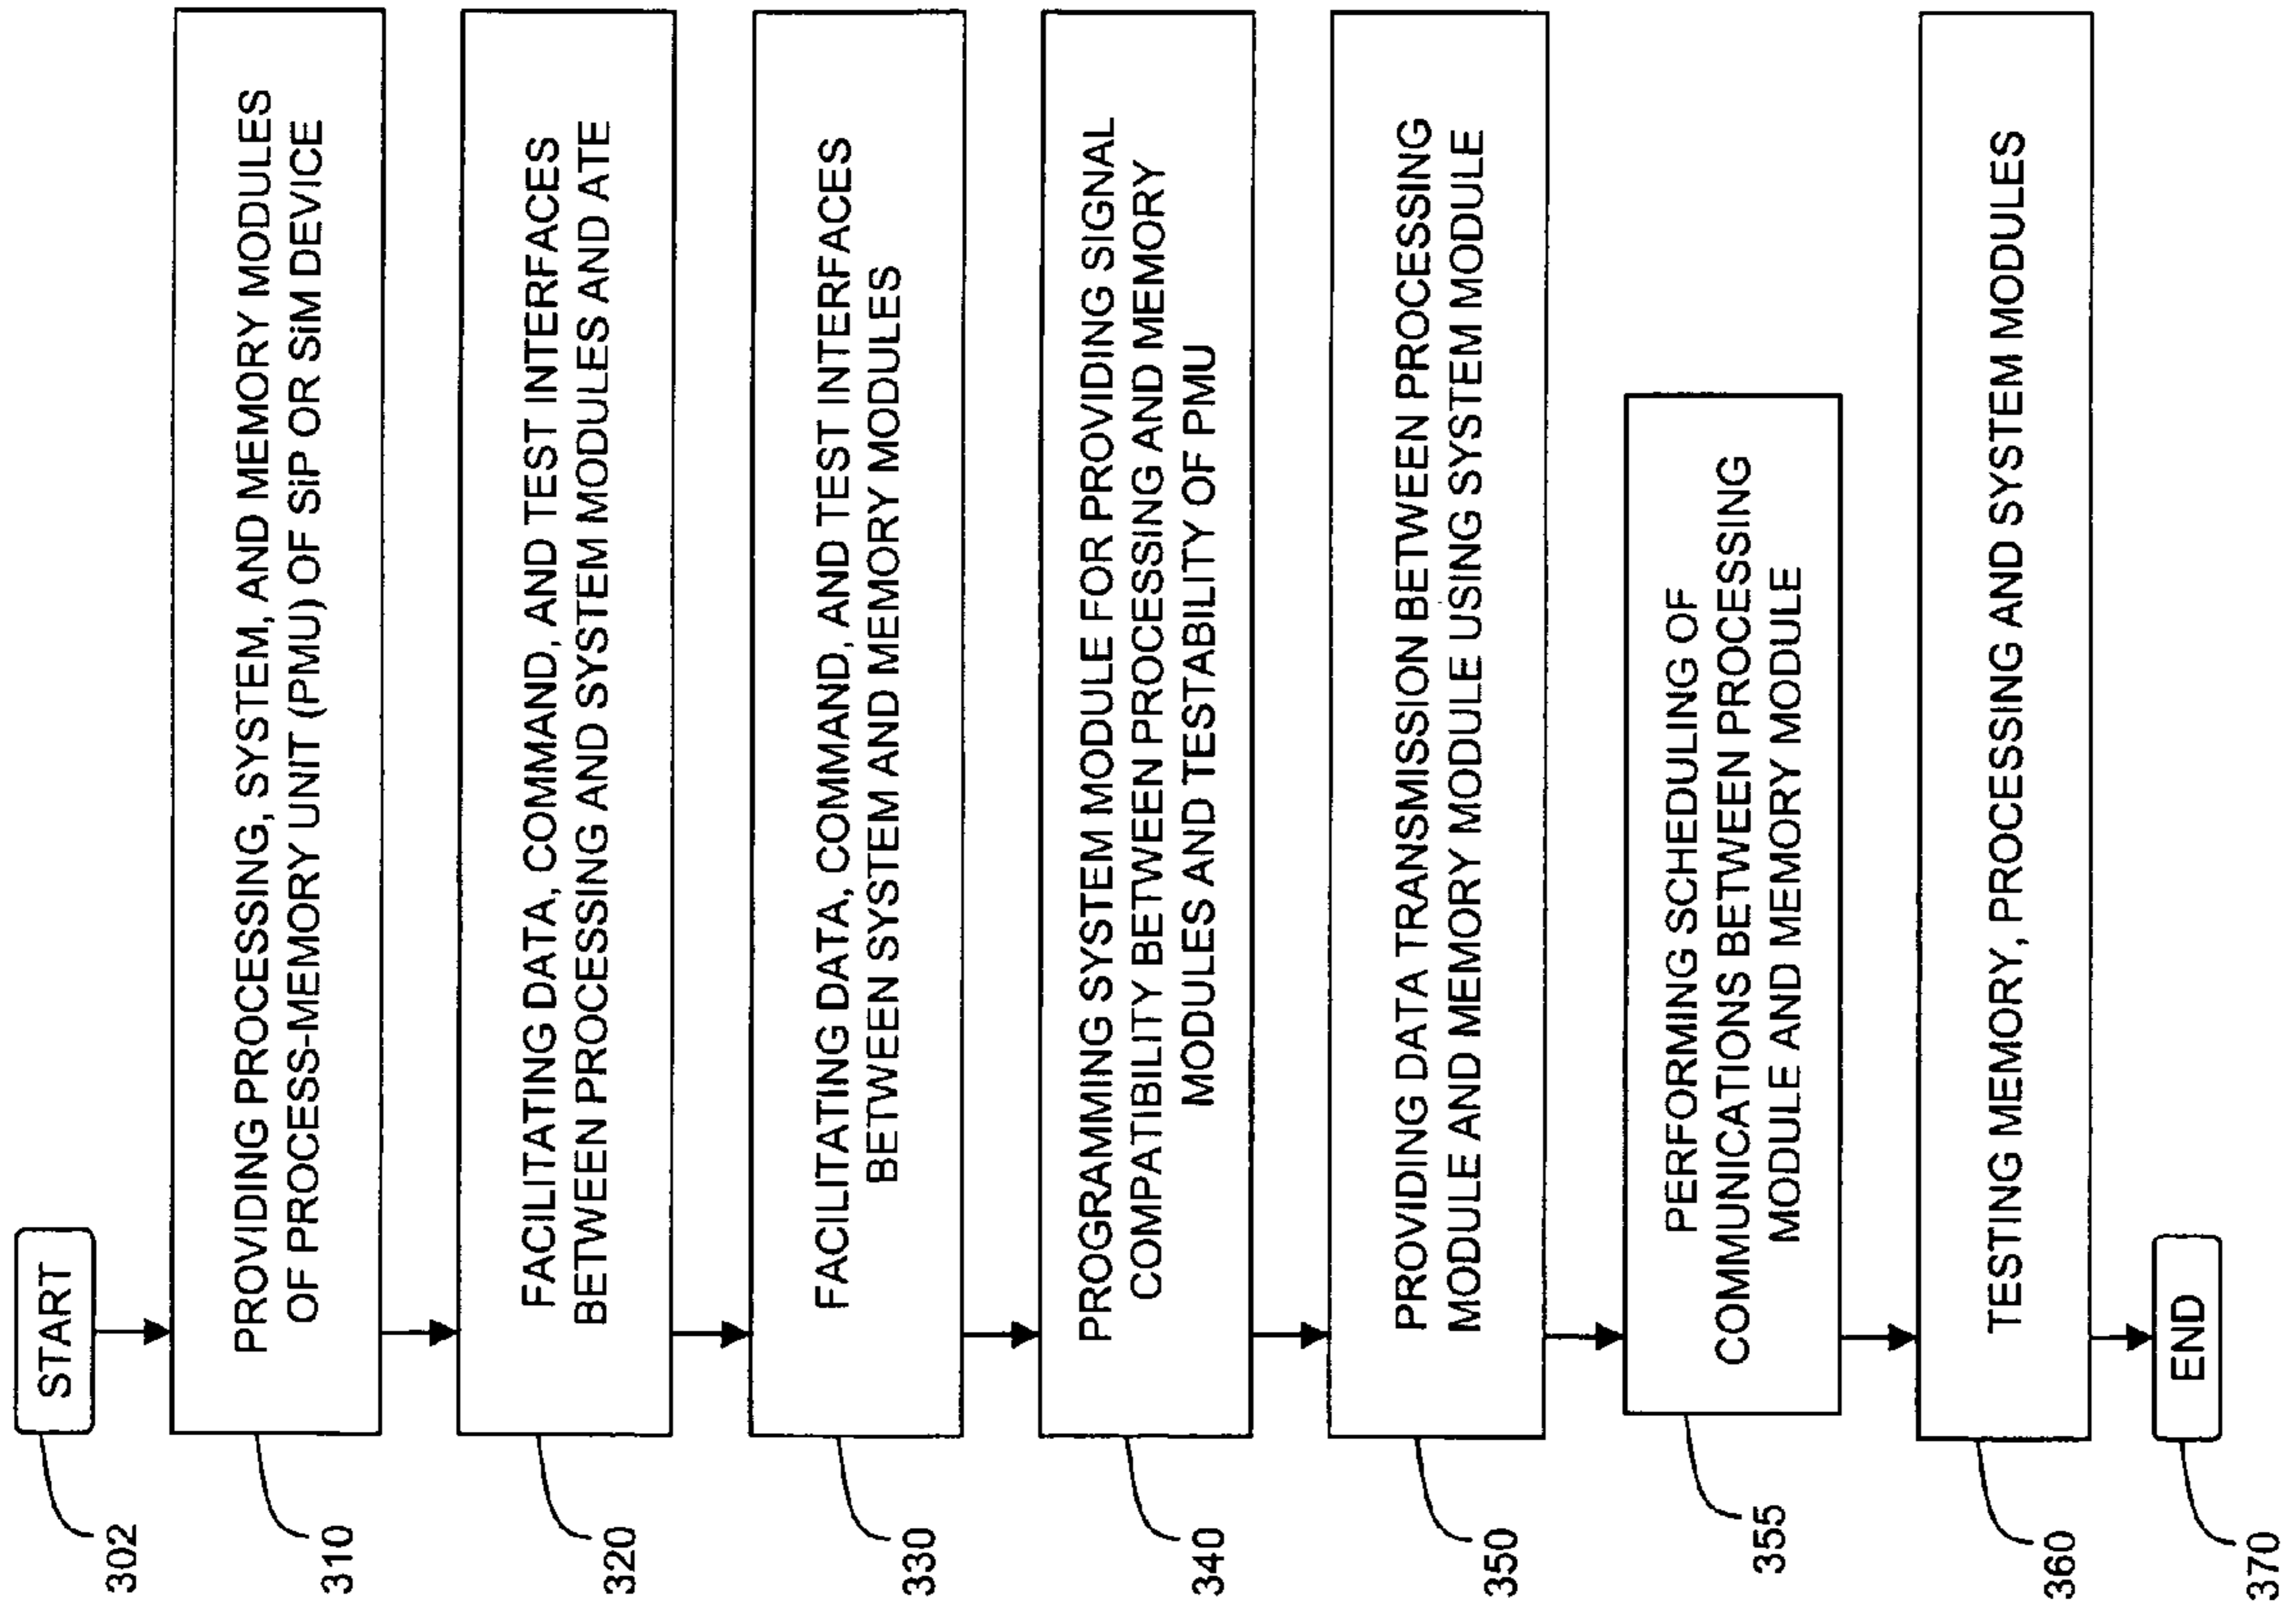 START
302
PROVIDING PROCESSING, SYSTEM, AND MEMORY MODULES
OF PROCESS-MEMORY UNIT (PMU) OF SiP OR SiM DEVICE
310
FACILITATING DATA, COMMAND, AND TEST INTERFACES
BETWEEN PROCESSING AND SYSTEM MODULES AND ATE
320
FACILITATING DATA, COMMAND, AND TEST INTERFACES
BETWEEN SYSTEM AND MEMORY MODULES
330
PROGRAMMING SYSTEM MODULE FOR PROVIDING SIGNAL
COMPATIBILITY BETWEEN PROCESSING AND MEMORY
MODULES AND TESTABILITY OF PMU
340
PROVIDING DATA TRANSMISSION BETWEEN PROCESSING
MODULE AND MEMORY MODULE USING SYSTEM MODULE
350
PERFORMING SCHEDULING OF
COMMUNICATIONS BETWEEN PROCESSING
MODULE AND MEMORY MODULE
355
TESTING MEMORY, PROCESSING AND SYSTEM MODULES
360
END
370